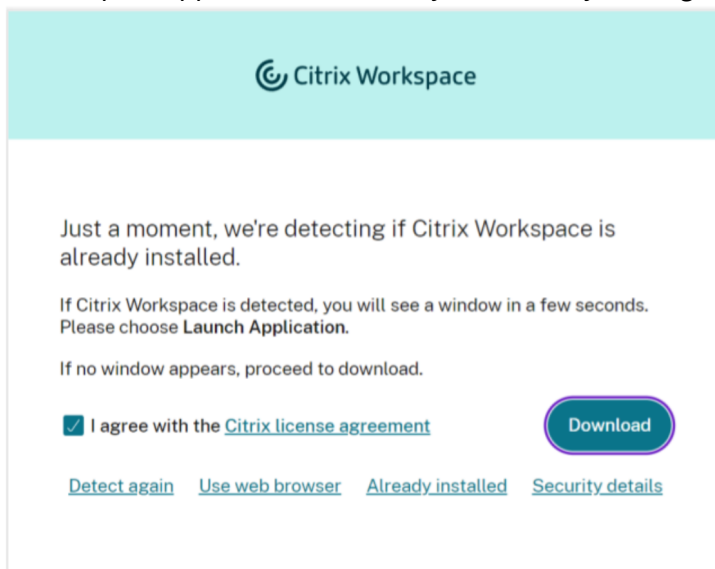 Citrix Workspace
Just a moment, we're detecting if Citrix Workspace is
already installed.
If Citrix Workspace is detected, you will see a window in a few seconds.
Please choose Launch Application.
If no window appears, proceed to download.
I agree with the Citrix license agreement
Download
Detect again Use web browser Already installed Security details